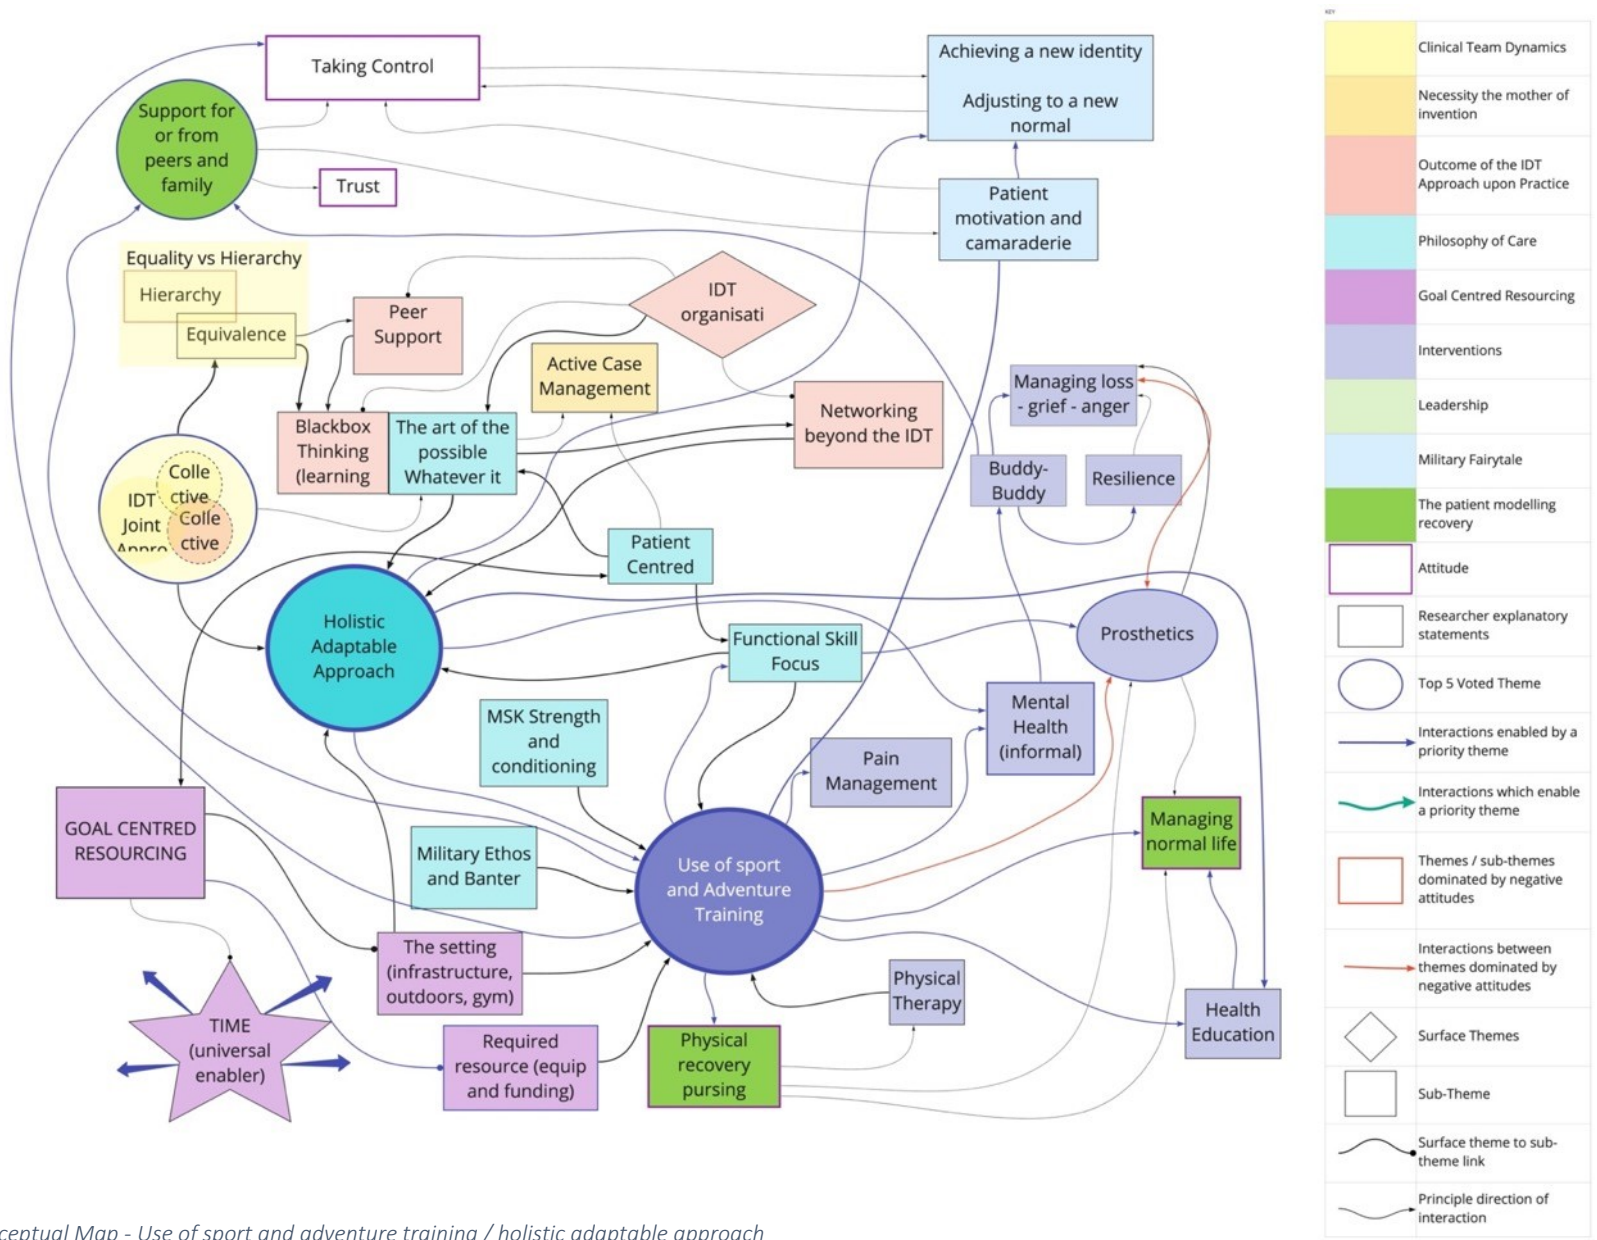 Taking Control
Achieving a new identity
Adjusting to a new
normal
Support for
or from
peers and
family
Trust
Patient
motivation and
camaraderie
Equality vs Hierarchy
Hierarchy
Equivalence
Peer
Support
IDT
organisati
Active Case
Management
Managing loss
- grief - anger
Networking
beyond the IDT
Blackbox
Thinking
(learning
The art of the
possible
Whatever it
Buddy-
Buddy
Resilience
Colle
ctive
IDT
Joint
Appro
Colle
ctive
Patient
Centred
Holistic
Adaptable
Approach
Functional Skill
Focus
Prosthetics
MSK Strength
and
conditioning
Mental
Health
(informal)
Pain
Management
GOAL CENTRED
RESOURCING
Military Ethos
and Banter
Use of sport
and Adventure
Training
Managing
normal life
The setting
(infrastructure,
outdoors, gym)
Physical
Therapy
TIME
(universal
enabler)
Required
resource (equip
and funding)
Physical
recovery
pursing
Health
Education
KEY
Clinical Team Dynamics
Necessity the mother of
invention
Outcome of the IDT
Approach upon Practice
Philosophy of Care
Goal Centred Resourcing
Interventions
Leadership
Military Fairytale
The patient modelling
recovery
Attitude
Researcher explanatory
statements
Top 5 Voted Theme
Interactions enabled by a
priority theme
Interactions which enable
a priority theme
Themes / sub-themes
dominated by negative
attitudes
Interactions between
themes dominated by
negative attitudes
Surface Themes
Sub-Theme
Surface theme to sub-
theme link
Principle direction of
interaction
ceptual Map - Use of sport and adventure training / holistic adaptable approach